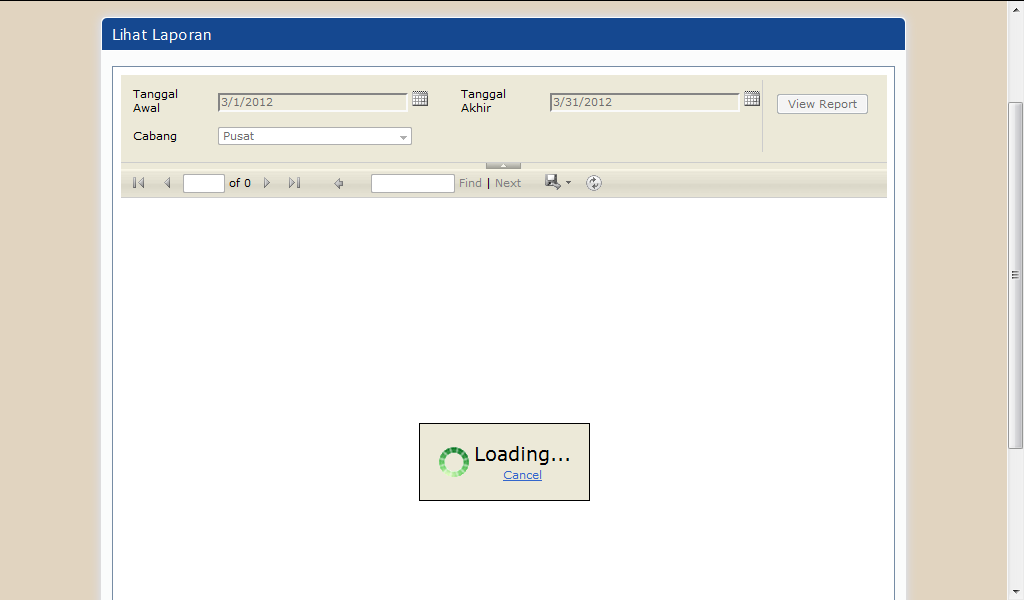 Lihat Laporan
Tanggal Awal
3/1/2012
Tanggal Akhir
3/31/2012
View Report
Cabang
Pusat
of 0
Find | Next
Loading...
Cancel